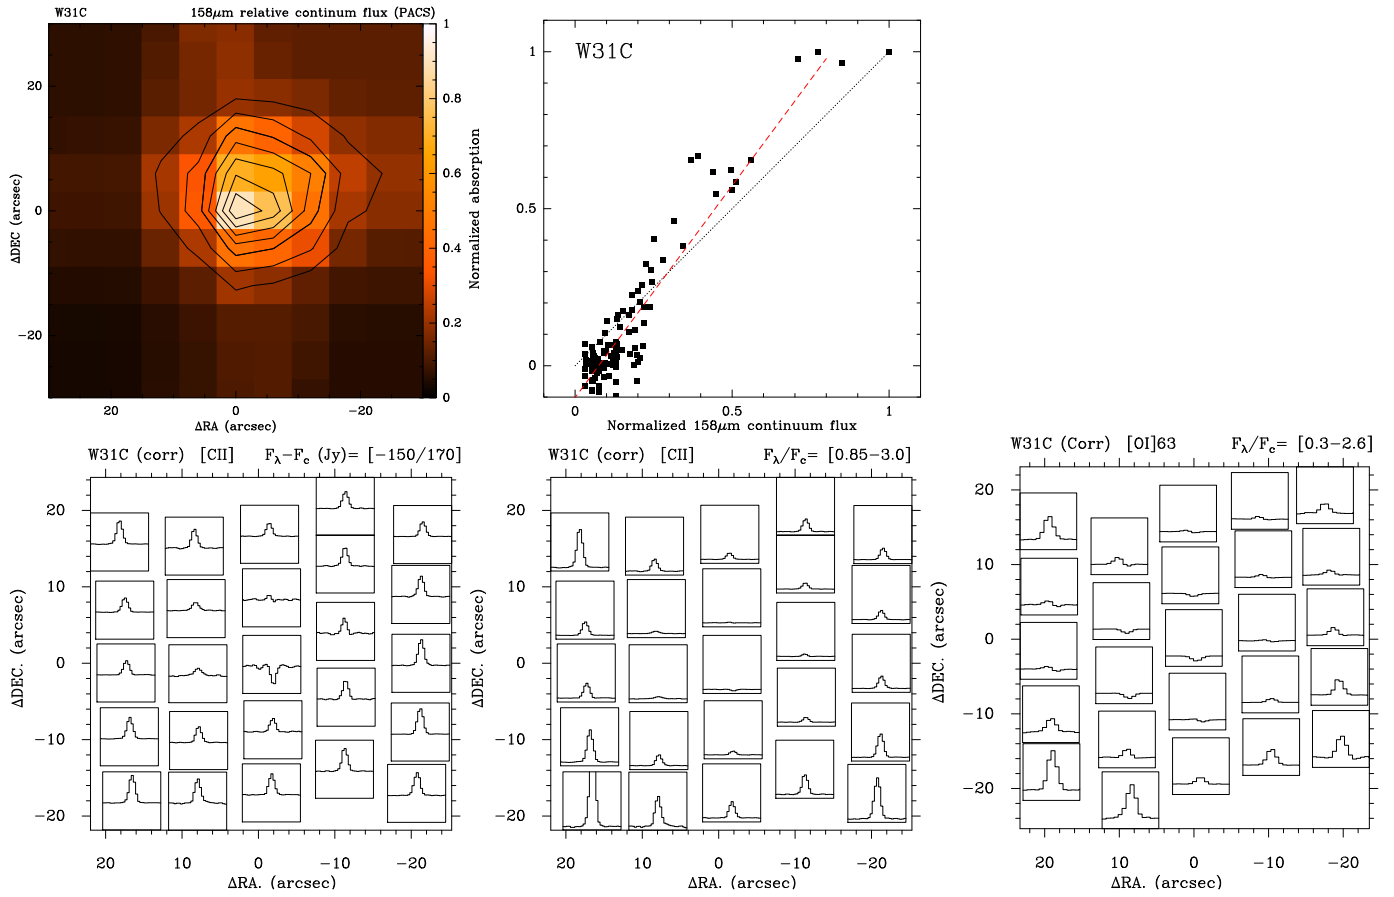 W31C 158μm relative continum flux (PACS)
20
0
−20
ΔDEC (arcsec)
20 0 −20
ΔRA (arcsec)
1
0.8
0.6
0.4
0.2
0
Normalized absorption
W31C
1
0.5
0
0 0.5 1
Normalized 158μm continuum flux
W31C (corr) [CII] Fλ−Fc (Jy)= [−150/170]
20
10
0
−10
−20
ΔDEC. (arcsec)
20 10 0 −10 −20
ΔRA. (arcsec)
W31C (corr) [CII] Fλ/Fc= [0.85−3.0]
20
10
0
−10
−20
ΔDEC. (arcsec)
20 10 0 −10 −20
ΔRA. (arcsec)
W31C (Corr) [OI]63 Fλ/Fc= [0.3−2.6]
20
10
0
−10
−20
ΔDEC. (arcsec)
20 10 0 −10 −20
ΔRA. (arcsec)